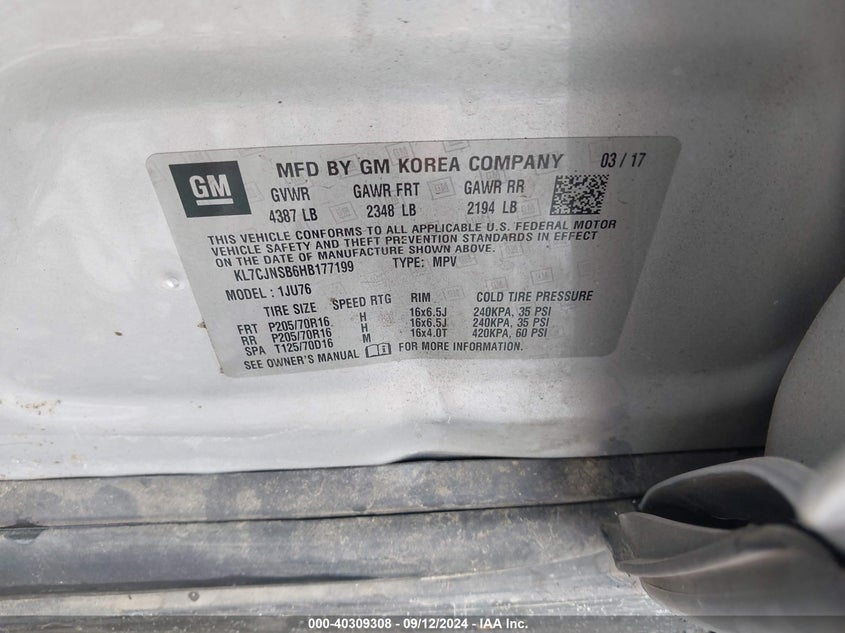 GM
MFD BY GM KOREA COMPANY 03 / 17
GVWR GAWR FRT GAWR RR
4387 LB 2348 LB 2194 LB
THIS VEHICLE CONFORMS TO ALL APPLICABLE U.S. FEDERAL MOTOR
VEHICLE SAFETY AND THEFT PREVENTION STANDARDS IN EFFECT
ON THE DATE OF MANUFACTURE SHOWN ABOVE.
KL7CJNSB6HB177199 TYPE: MPV
MODEL : 1JU76
TIRE SIZE SPEED RTG RIM COLD TIRE PRESSURE
FRT P205/70R16 H 16x6.5J 240KPA, 35 PSI
RR P205/70R16 H 16x6.5J 240KPA, 35 PSI
SPA T125/70D16 M 16x4.0T 420KPA, 60 PSI
SEE OWNER'S MANUAL FOR MORE INFORMATION.
000-40309308 - 09/12/2024 - IAA Inc.